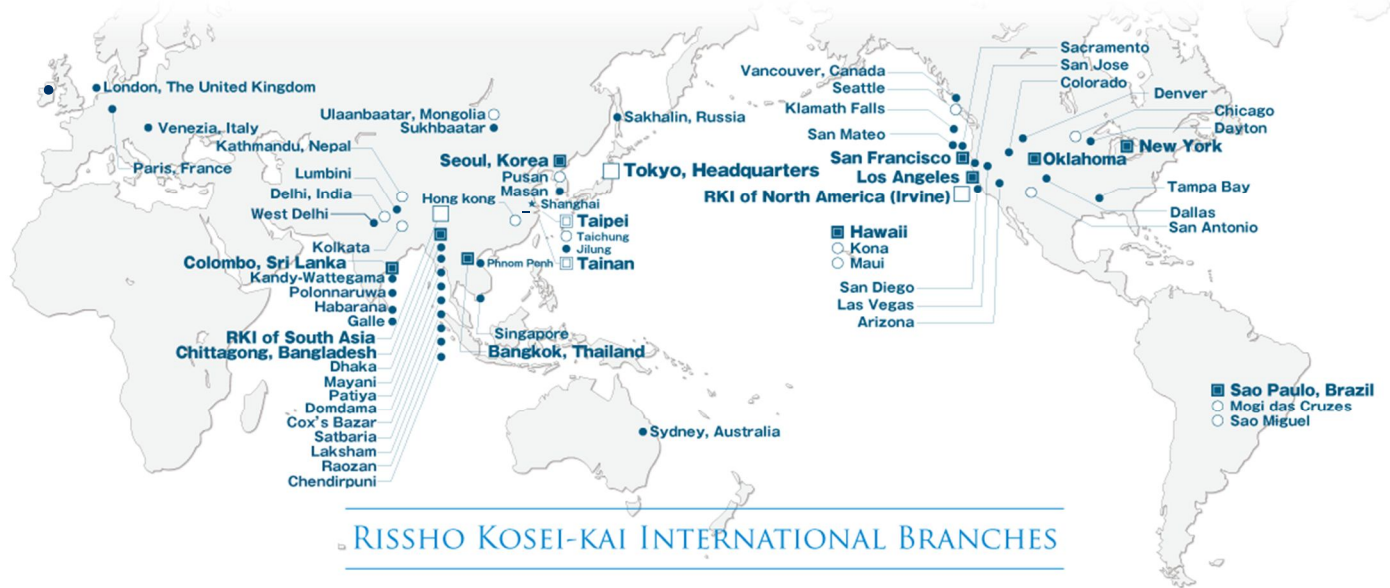 London, The United Kingdom
Venezia, Italy
Paris, France
Ulaanbaatar, Mongolia
Sukhbaatar
Kathmandu, Nepal
Lumbini
Delhi, India
West Delhi
Kolkata
Colombo, Sri Lanka
Kandy-Wattegama
Polonnaruwa
Habarana
Galle
RKI of South Asia
Chittagong, Bangladesh
Dhaka
Mayani
Patiya
Domdama
Cox's Bazar
Satbaria
Laksham
Raozan
Chendirpuni
Seoul, Korea
Pusan
Masan
Hong kong
Shanghai
Taipei
Taichung
Jilung
Tainan
Phnom Penh
Singapore
Bangkok, Thailand
Sakhalin, Russia
Tokyo, Headquarters
Sydney, Australia
Vancouver, Canada
Seattle
Klamath Falls
San Mateo
San Francisco
Los Angeles
RKI of North America (Irvine)
Hawaii
Kona
Maui
San Diego
Las Vegas
Arizona
Sacramento
San Jose
Colorado
Denver
Chicago
Dayton
New York
Oklahoma
Tampa Bay
Dallas
San Antonio
Sao Paulo, Brazil
Mogi das Cruzes
Sao Miguel
RISSHO KOSEI-KAI INTERNATIONAL BRANCHES